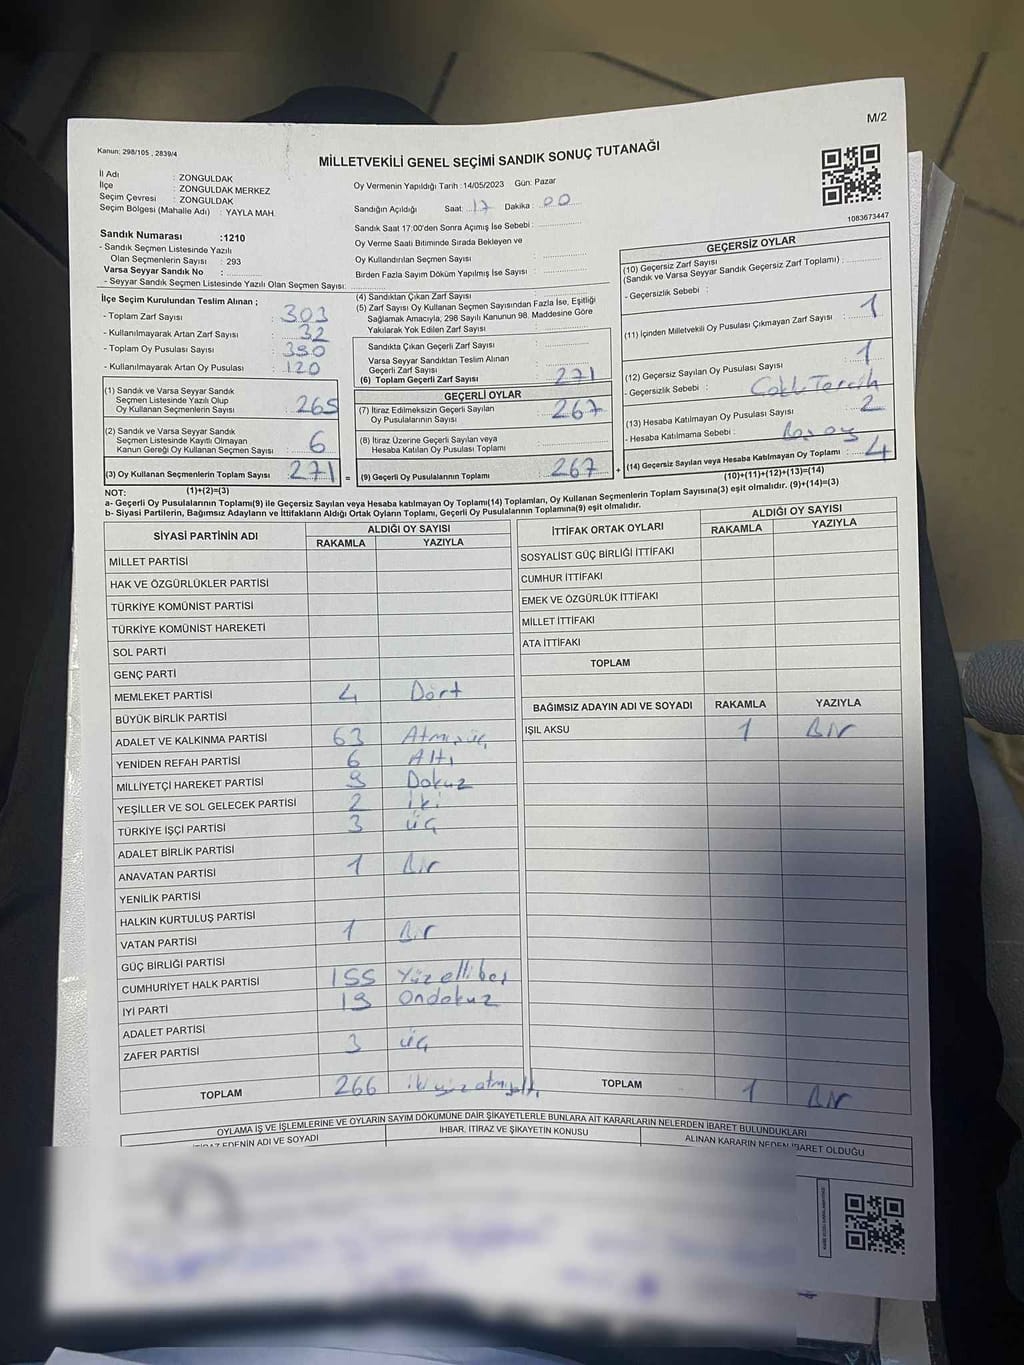 M/2
Kanun: 298/105 , 2839/4
MİLLETVEKİLİ GENEL SEÇİMİ SANDIK SONUÇ TUTANAĞI
1083673447
İl Adı : ZONGULDAK
İlçe : ZONGULDAK MERKEZ
Seçim Çevresi : ZONGULDAK
Seçim Bölgesi (Mahalle Adı) : YAYLA MAH.
Sandık Numarası :1210
- Sandık Seçmen Listesinde Yazılı
Olan Seçmenlerin Sayısı : 293
Varsa Seyyar Sandık No :
- Seyyar Sandık Seçmen Listesinde Yazılı Olan Seçmen Sayısı:
Oy Vermenin Yapıldığı Tarih :14/05/2023 Gün: Pazar
Sandığın Açıldığı Saat: 17 Dakika : 00
Sandık Saat 17:00'den Sonra Açımış İse Sebebi :
Oy Verme Saati Bitiminde Sırada Bekleyen ve
Oy Kullandırılan Seçmen Sayısı :
Birden Fazla Sayım Döküm Yapılmış İse Sayısı :
İlçe Seçim Kurulundan Teslim Alınan ;
- Toplam Zarf Sayısı : 303
- Kullanılmayarak Artan Zarf Sayısı : 32
- Toplam Oy Pusulası Sayısı : 390
- Kullanılmayarak Artan Oy Pusulası : 120
(1) Sandık ve Varsa Seyyar Sandık
Seçmen Listesinde Yazılı Olup
Oy Kullanan Seçmenlerin Sayısı : 265
(2) Sandık ve Varsa Seyyar Sandık
Seçmen Listesinde Kayıtlı Olmayan
Kanun Gereği Oy Kullanan Seçmen Sayısı : 6
(3) Oy Kullanan Seçmenlerin Toplam Sayısı : 271 =
(4) Sandıktan Çıkan Zarf Sayısı :
(5) Zarf Sayısı Oy Kullanan Seçmen Sayısından Fazla İse, Eşitliği
Sağlamak Amacıyla, 298 Sayılı Kanunun 98. Maddesine Göre
Yakılarak Yok Edilen Zarf Sayısı :
Sandıkta Çıkan Geçerli Zarf Sayısı :
Varsa Seyyar Sandıktan Teslim Alınan
Geçerli Zarf Sayısı :
(6) Toplam Geçerli Zarf Sayısı : 271
GEÇERLİ OYLAR
(7) İtiraz Edilmeksizin Geçerli Sayılan
Oy Pusulalarının Sayısı : 267
(8) İtiraz Üzerine Geçerli Sayılan veya
Hesaba Katılan Oy Pusulası Toplamı :
(9) Geçerli Oy Pusulalarının Toplamı : 267 +
GEÇERSİZ OYLAR
(10) Geçersiz Zarf Sayısı
(Sandık ve Varsa Seyyar Sandık Geçersiz Zarf Toplamı) :
- Geçersizlik Sebebi :
(11) İçinden Milletvekili Oy Pusulası Çıkmayan Zarf Sayısı : 1
(12) Geçersiz Sayılan Oy Pusulası Sayısı : 1
- Geçersizlik Sebebi : Çoklu Tercih
(13) Hesaba Katılmayan Oy Pusulası Sayısı : 2
- Hesaba Katılmama Sebebi : Boş oy
(14) Geçersiz Sayılan veya Hesaba Katılmayan Oy Toplamı : 4
(10)+(11)+(12)+(13)=(14)
NOT: (1)+(2)=(3)
a- Geçerli Oy Pusulalarının Toplamı(9) ile Geçersiz Sayılan veya Hesaba katılmayan Oy Toplamı(14) Toplamları, Oy Kullanan Seçmenlerin Toplam Sayısına(3) eşit olmalıdır. (9)+(14)=(3)
b- Siyasi Partilerin, Bağımsız Adayların ve İttifakların Aldığı Ortak Oyların Toplamı, Geçerli Oy Pusulalarının Toplamına(9) eşit olmalıdır.
SİYASİ PARTİNİN ADI ALDIĞI OY SAYISI
RAKAMLA YAZIYLA
MİLLET PARTİSİ
HAK VE ÖZGÜRLÜKLER PARTİSİ
TÜRKİYE KOMÜNİST PARTİSİ
TÜRKİYE KOMÜNİST HAREKETİ
SOL PARTİ
GENÇ PARTİ
MEMLEKET PARTİSİ 4 Dört
BÜYÜK BİRLİK PARTİSİ
ADALET VE KALKINMA PARTİSİ 63 Atmış üç
YENİDEN REFAH PARTİSİ 6 Altı
MİLLİYETÇİ HAREKET PARTİSİ 9 Dokuz
YEŞİLLER VE SOL GELECEK PARTİSİ 2 İki
TÜRKİYE İŞÇİ PARTİSİ 3 üç
ADALET BİRLİK PARTİSİ
ANAVATAN PARTİSİ 1 Bir
YENİLİK PARTİSİ
HALKIN KURTULUŞ PARTİSİ
VATAN PARTİSİ 1 Bir
GÜÇ BİRLİĞİ PARTİSİ
CUMHURİYET HALK PARTİSİ 155 Yüzellibeş
İYİ PARTİ 19 Ondokuz
ADALET PARTİSİ
ZAFER PARTİSİ 3 üç
TOPLAM 266 iki yüz atmışaltı
İTTİFAK ORTAK OYLARI ALDIĞI OY SAYISI
RAKAMLA YAZIYLA
SOSYALİST GÜÇ BİRLİĞİ İTTİFAKI
CUMHUR İTTİFAKI
EMEK VE ÖZGÜRLÜK İTTİFAKI
MİLLET İTTİFAKI
ATA İTTİFAKI
TOPLAM
BAĞIMSIZ ADAYIN ADI VE SOYADI RAKAMLA YAZIYLA
IŞIL AKSU 1 Bir
TOPLAM 1 Bir
OYLAMA İŞ VE İŞLEMLERİNE VE OYLARIN SAYIM DÖKÜMÜNE DAİR ŞİKAYETLERLE BUNLARA AİT KARARLARIN NELERDEN İBARET BULUNDUKLARI
İTİRAZ EDENİN ADI VE SOYADI İHBAR, İTİRAZ VE ŞİKAYETİN KONUSU ALINAN KARARIN NEDEN İBARET OLDUĞU